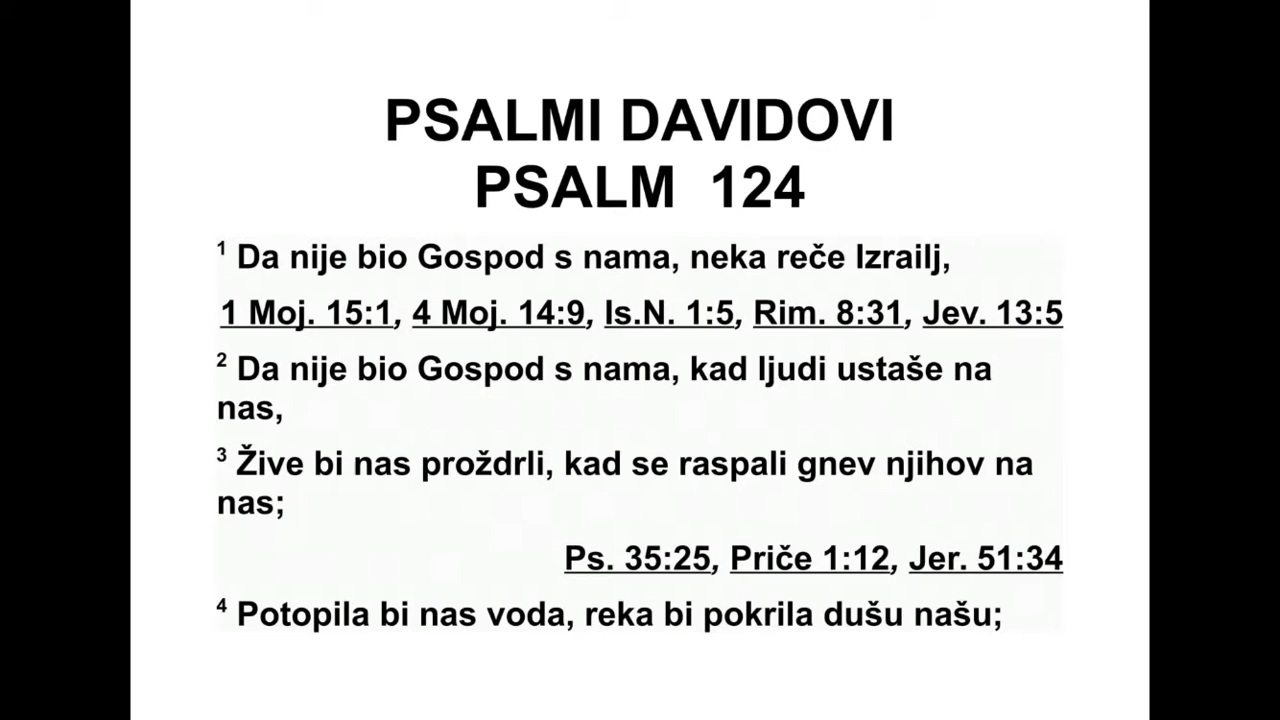 PSALMI DAVIDOVI
PSALM 124
1 Da nije bio Gospod s nama, neka reče Izrailj,
1 Moj. 15:1, 4 Moj. 14:9, Is.N. 1:5, Rim. 8:31, Jev. 13:5
2 Da nije bio Gospod s nama, kad ljudi ustaše na
nas,
3 Žive bi nas proždrli, kad se raspali gnev njihov na
nas;
Ps. 35:25, Priče 1:12, Jer. 51:34
4 Potopila bi nas voda, reka bi pokrila dušu našu;